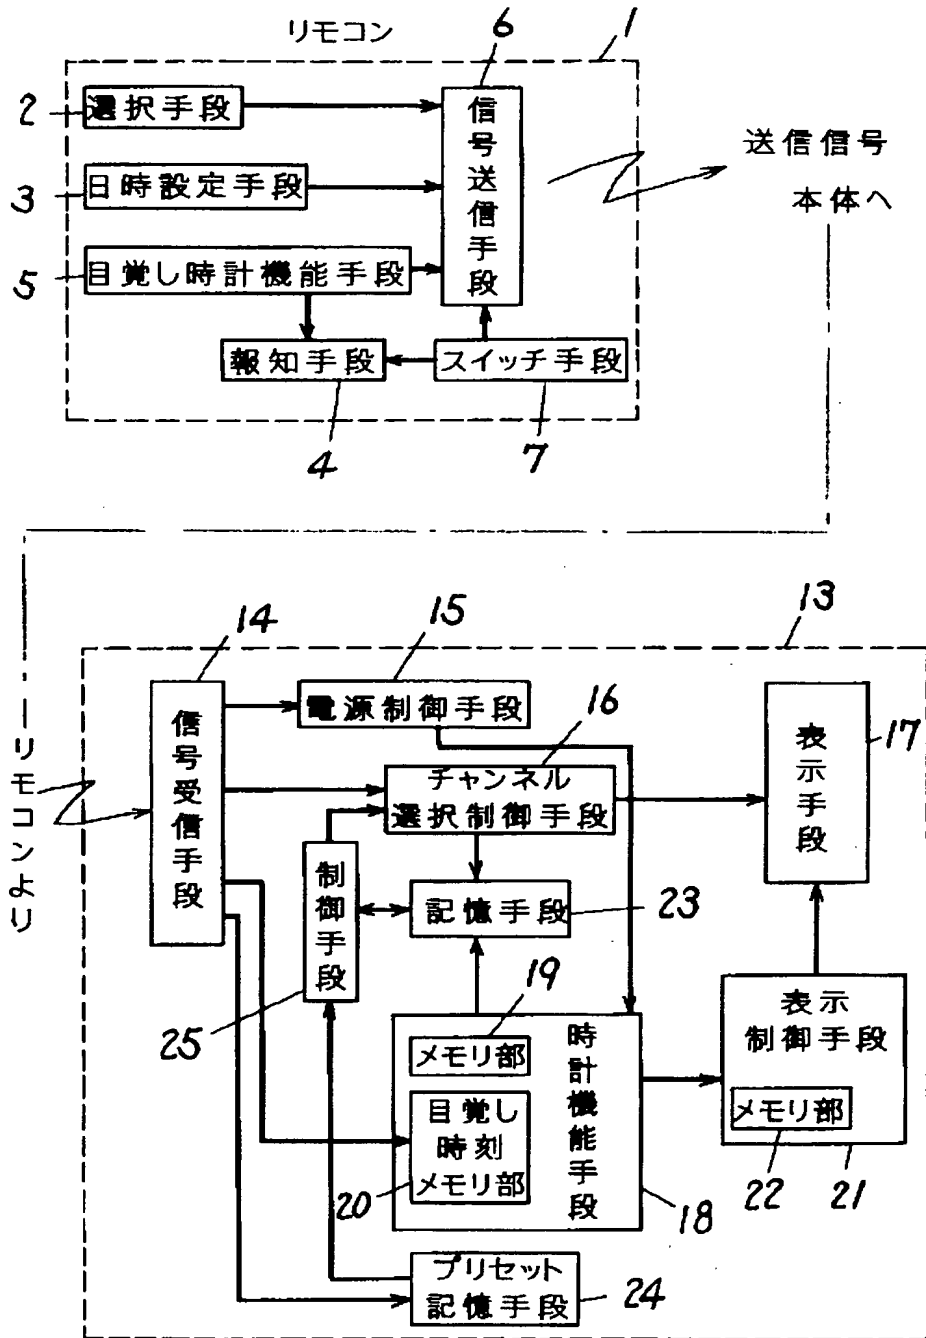 リモコン
6
1
2
選択手段
信号送信手段
送信信号
本体へ
3
日時設定手段
5
目覚し時計機能手段
報知手段
スイッチ手段
4
7
14
15
13
電源制御手段
16
信号受信手段
リモコンより
チャンネル
選択制御手段
表示手段
17
制御手段
記憶手段
23
25
19
メモリ部
時計機能手段
目覚し
時刻
メモリ部
20
18
表示
制御手段
メモリ部
22
21
プリセット
記憶手段
24